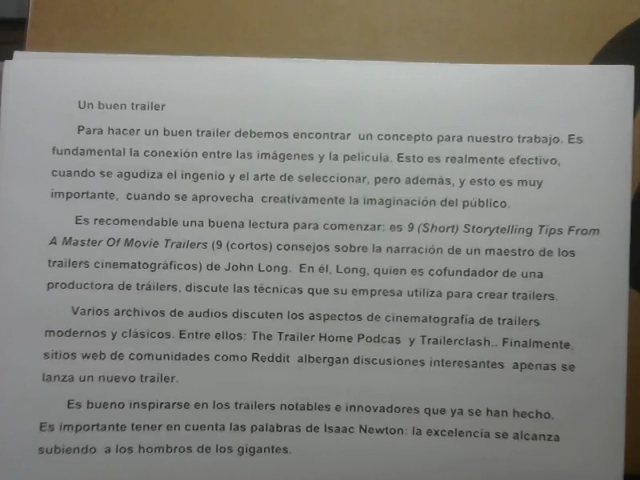 Un buen trailer
Para hacer un buen trailer debemos encontrar un concepto para nuestro trabajo. Es
fundamental la conexión entre las imágenes y la película. Esto es realmente efectivo,
cuando se agudiza el ingenio y el arte de seleccionar, pero además, y esto es muy
importante, cuando se aprovecha creativamente la imaginación del público.
Es recomendable una buena lectura para comenzar: es 9 (Short) Storytelling Tips From
A Master Of Movie Trailers (9 (cortos) consejos sobre la narración de un maestro de los
trailers cinematográficos) de John Long. En él, Long, quien es cofundador de una
productora de tráilers, discute las técnicas que su empresa utiliza para crear trailers.
Varios archivos de audios discuten los aspectos de cinematografía de trailers
modernos y clásicos. Entre ellos: The Trailer Home Podcas y Trailerclash.. Finalmente,
sitios web de comunidades como Reddit albergan discusiones interesantes apenas se
lanza un nuevo trailer.
Es bueno inspirarse en los trailers notables e innovadores que ya se han hecho.
Es importante tener en cuenta las palabras de Isaac Newton: la excelencia se alcanza
subiendo a los hombros de los gigantes.